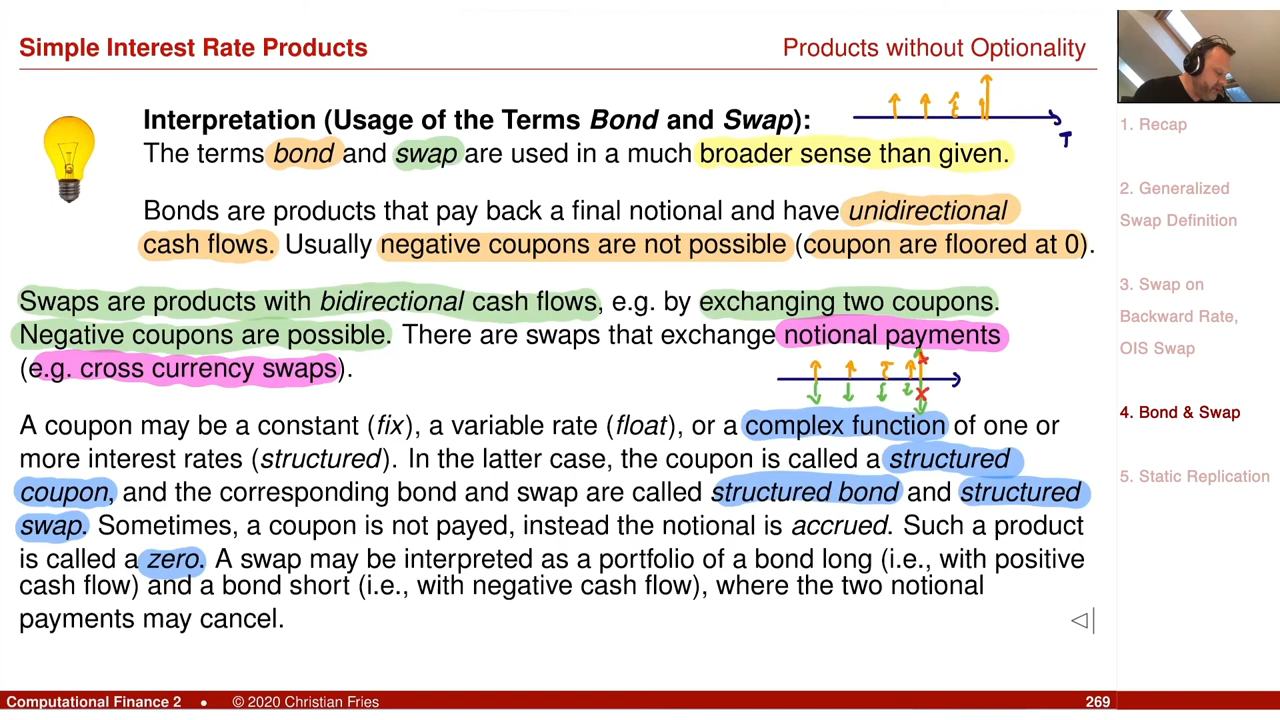 Simple Interest Rate Products
Products without Optionality
Interpretation (Usage of the Terms Bond and Swap):
The terms bond and swap are used in a much broader sense than given.
T
Bonds are products that pay back a final notional and have unidirectional
cash flows. Usually negative coupons are not possible (coupon are floored at 0).
Swaps are products with bidirectional cash flows, e.g. by exchanging two coupons.
Negative coupons are possible. There are swaps that exchange notional payments
(e.g. cross currency swaps).
A coupon may be a constant (fix), a variable rate (float), or a complex function of one or
more interest rates (structured). In the latter case, the coupon is called a structured
coupon, and the corresponding bond and swap are called structured bond and structured
swap. Sometimes, a coupon is not payed, instead the notional is accrued. Such a product
is called a zero. A swap may be interpreted as a portfolio of a bond long (i.e., with positive
cash flow) and a bond short (i.e., with negative cash flow), where the two notional
payments may cancel.
1. Recap
2. Generalized
Swap Definition
3. Swap on
Backward Rate,
OIS Swap
4. Bond & Swap
5. Static Replication
Computational Finance 2 • © 2020 Christian Fries
269